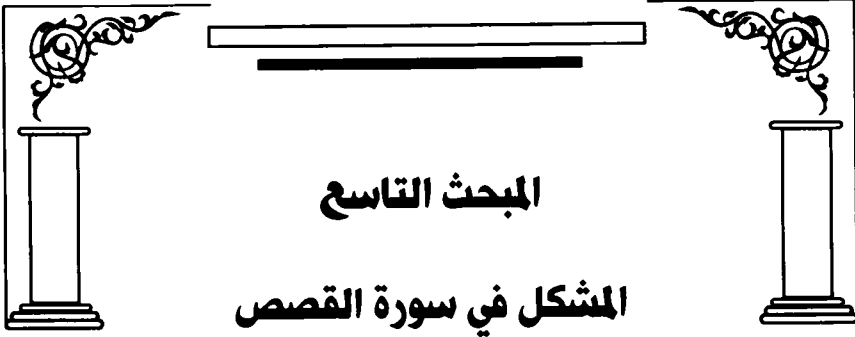 المبحث التاسع
المشكل في سورة القصص